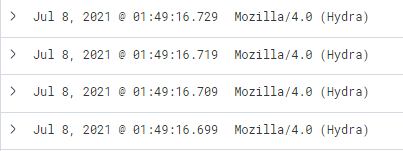 Jul 8, 2021 @ 01:49:16.729 Mozilla/4.0 (Hydra)
Jul 8, 2021 @ 01:49:16.719 Mozilla/4.0 (Hydra)
Jul 8, 2021 @ 01:49:16.709 Mozilla/4.0 (Hydra)
Jul 8, 2021 @ 01:49:16.699 Mozilla/4.0 (Hydra)